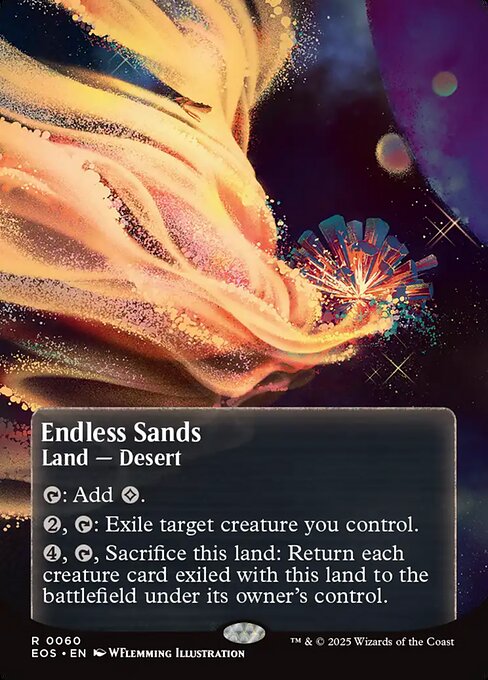 Endless Sands
Land — Desert
: Add .
2, : Exile target creature you control.
4, , Sacrifice this land: Return each
creature card exiled with this land to the
battlefield under its owner's control.
R 0060
EOS • EN WFLEMMING ILLUSTRATION
™ & © 2025 Wizards of the Coast